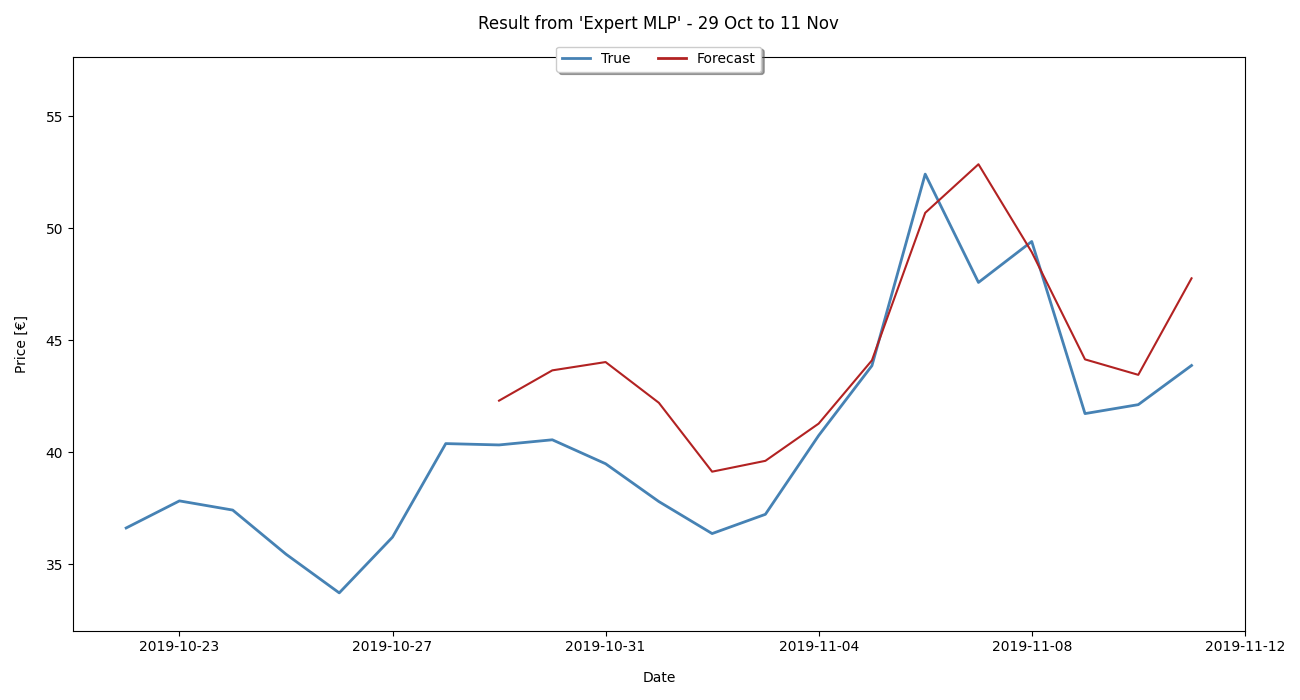 Result from 'Expert MLP' - 29 Oct to 11 Nov
True Forecast
55
50
45
40
35
Price [€]
2019-10-23 2019-10-27 2019-10-31 2019-11-04 2019-11-08 2019-11-12
Date